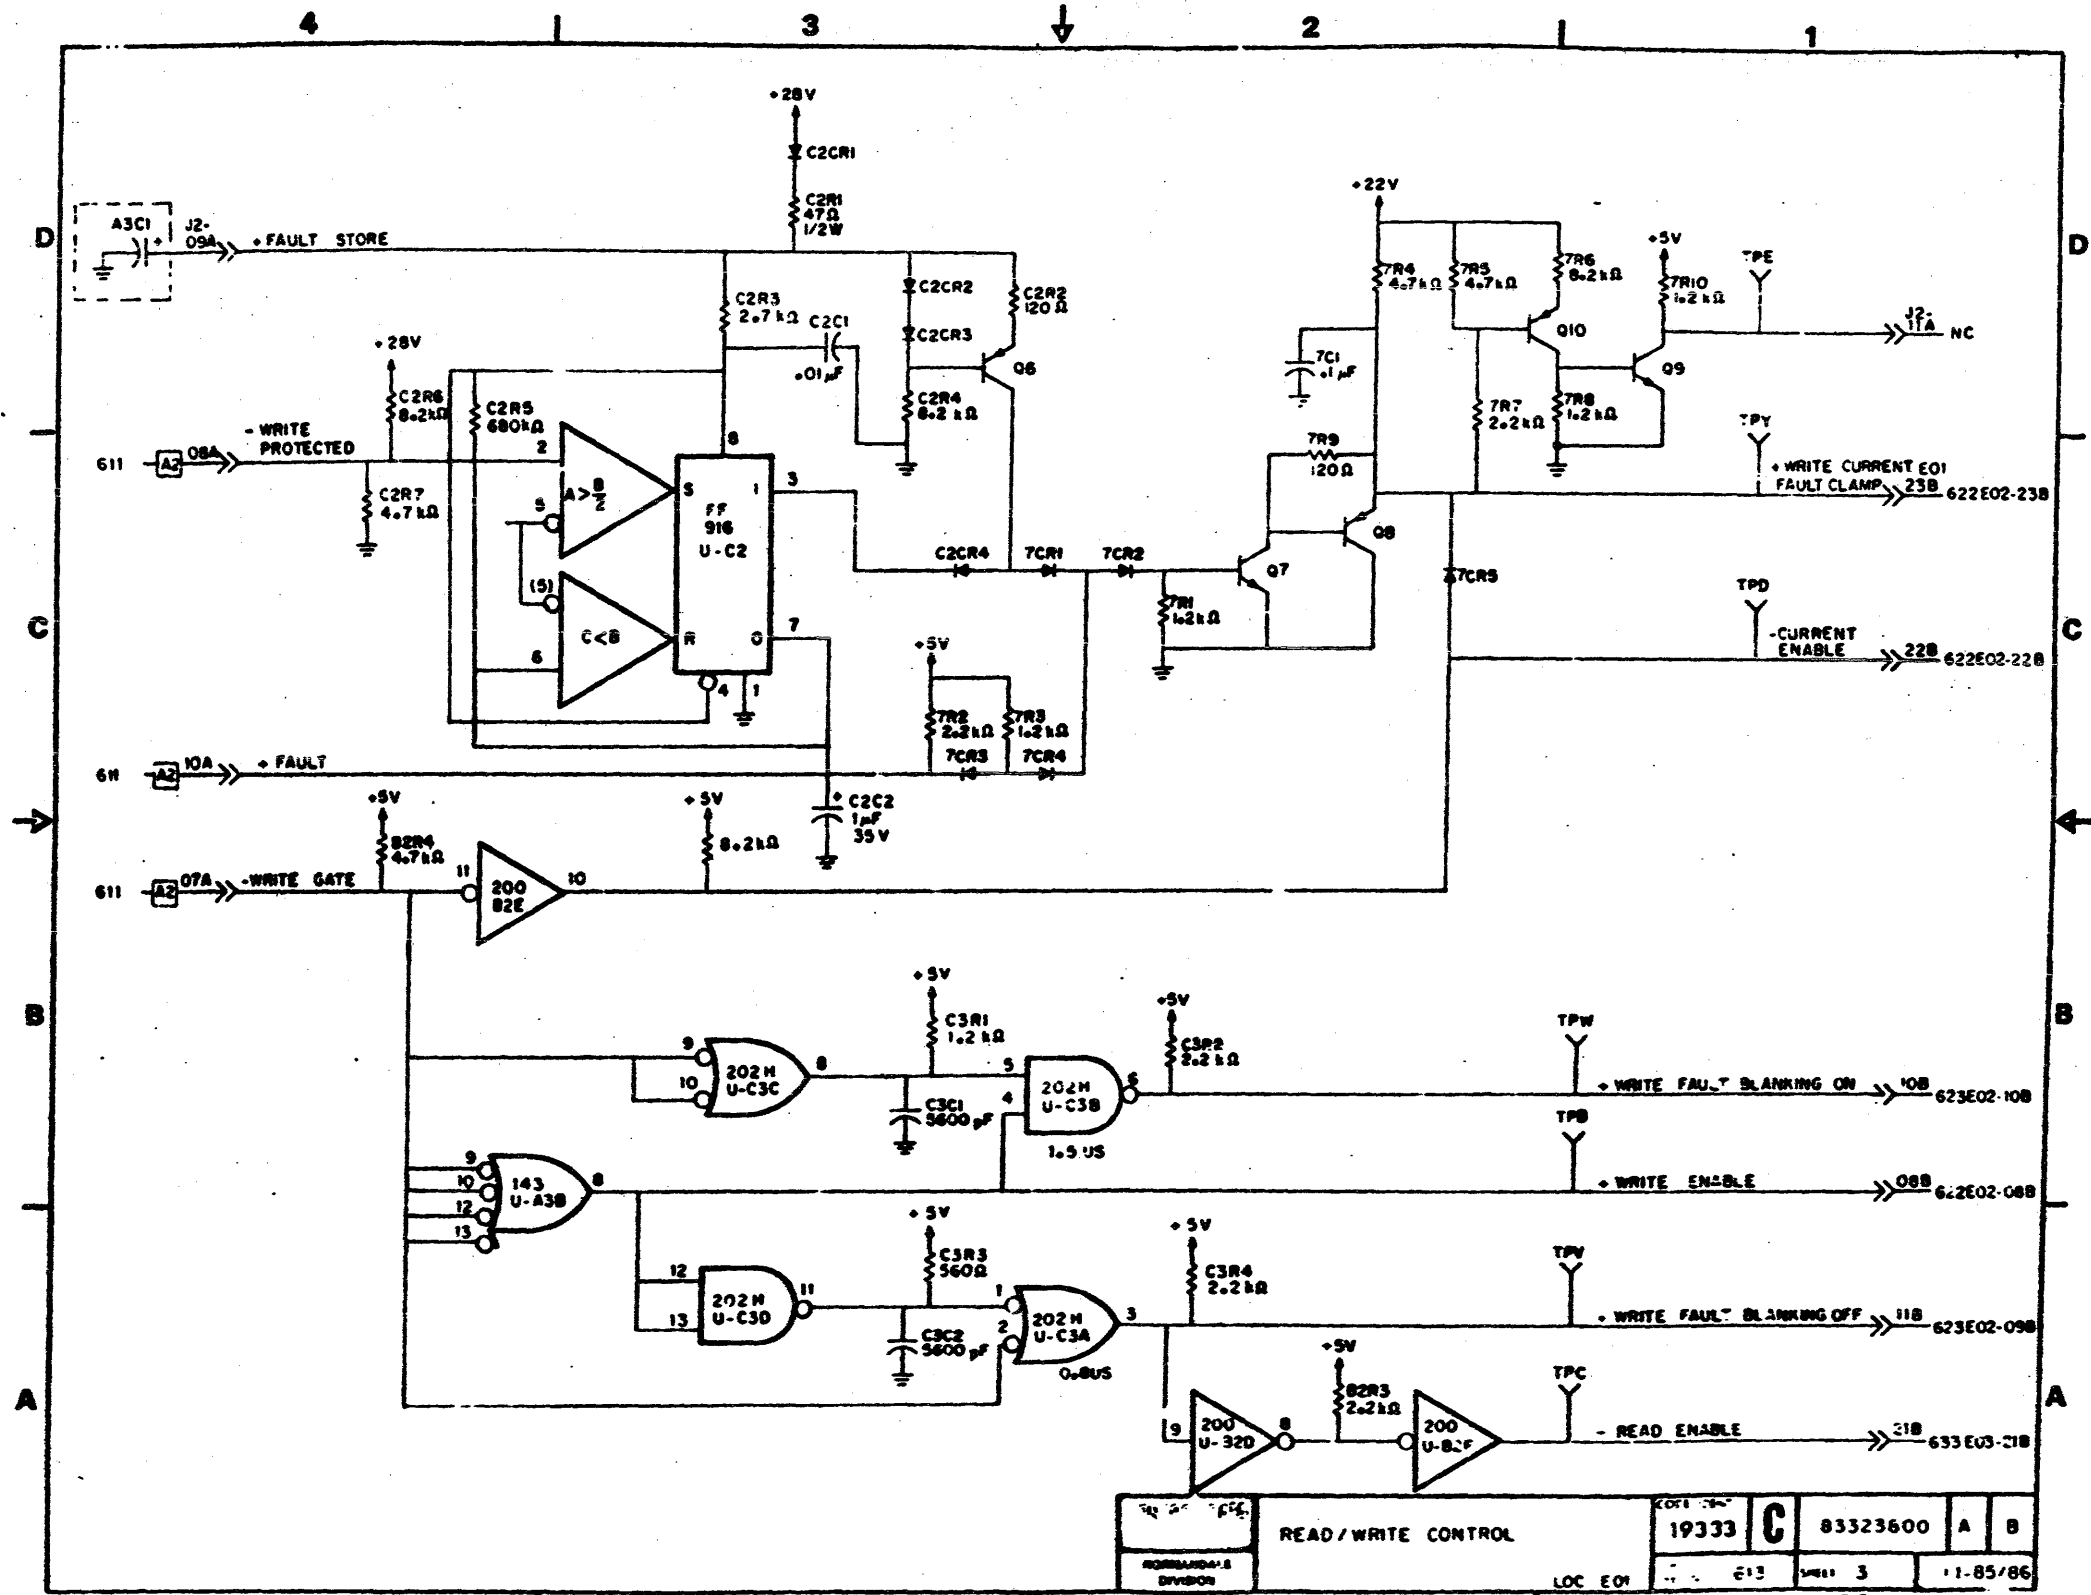 4 3 2 1
+28V
C2CR1
C2R1
47Ω
1/2W
+22V
D
A3C1
+
J2-
09A
+ FAULT STORE
D
+5V
TPE
7R4
4.7kΩ
7R5
4.7kΩ
7R6
8.2kΩ
7R10
1.2kΩ
C2R3
2.7kΩ
C2C1
.01µF
C2CR2
C2CR3
C2R2
120Ω
Q6
Q10
J2-
11A
NC
+28V
C2R6
8.2kΩ
C2R5
680kΩ
C2R4
8.2kΩ
7C1
.1µF
Q9
7R7
2.2kΩ
7R8
1.2kΩ
TPY
- WRITE
PROTECTED
611
A2
08A
2
8
7R9
120Ω
+ WRITE CURRENT
FAULT CLAMP
E01
23B
622E02-23B
C2R7
4.7kΩ
5
A > B/2
S
1
3
FF
916
U-C2
Q8
C2CR4
7CR1
7CR2
Q7
7CR5
(5)
7R1
1.2kΩ
TPD
C
C < B
R
0
7
6
4
1
+5V
- CURRENT
ENABLE
22B
622E02-22B
C
7R2
2.2kΩ
7R3
1.2kΩ
7CR3
7CR4
611
A2
10A
+ FAULT
+
C2C2
1µF
35V
+5V
B2R4
4.7kΩ
+5V
8.2kΩ
611
A2
07A
-WRITE GATE
11
200
B2E
10
B
+5V
C3R1
1.2kΩ
+5V
C3R2
2.2kΩ
TPW
B
9
10
202H
U-C3C
8
C3C1
5600pF
5
4
202H
U-C3B
6
1.5 US
+ WRITE FAULT BLANKING ON
10B
623E02-10B
TPB
9
10
12
13
143
U-A3B
8
+ WRITE ENABLE
08B
622E02-08B
+5V
C3R3
560Ω
+5V
C3R4
2.2kΩ
TPV
12
13
202H
U-C3D
11
C3C2
5600pF
1
2
202H
U-C3A
3
0.8US
+ WRITE FAULT BLANKING OFF
11B
623E02-09B
A
+5V
B2R3
2.2kΩ
TPC
A
9
200
U-32D
8
200
U-B2F
- READ ENABLE
21B
633E03-21B
NORMANDALE
DIVISION
READ/WRITE CONTROL
LOC E01
19333
C
83323600
A
B
3